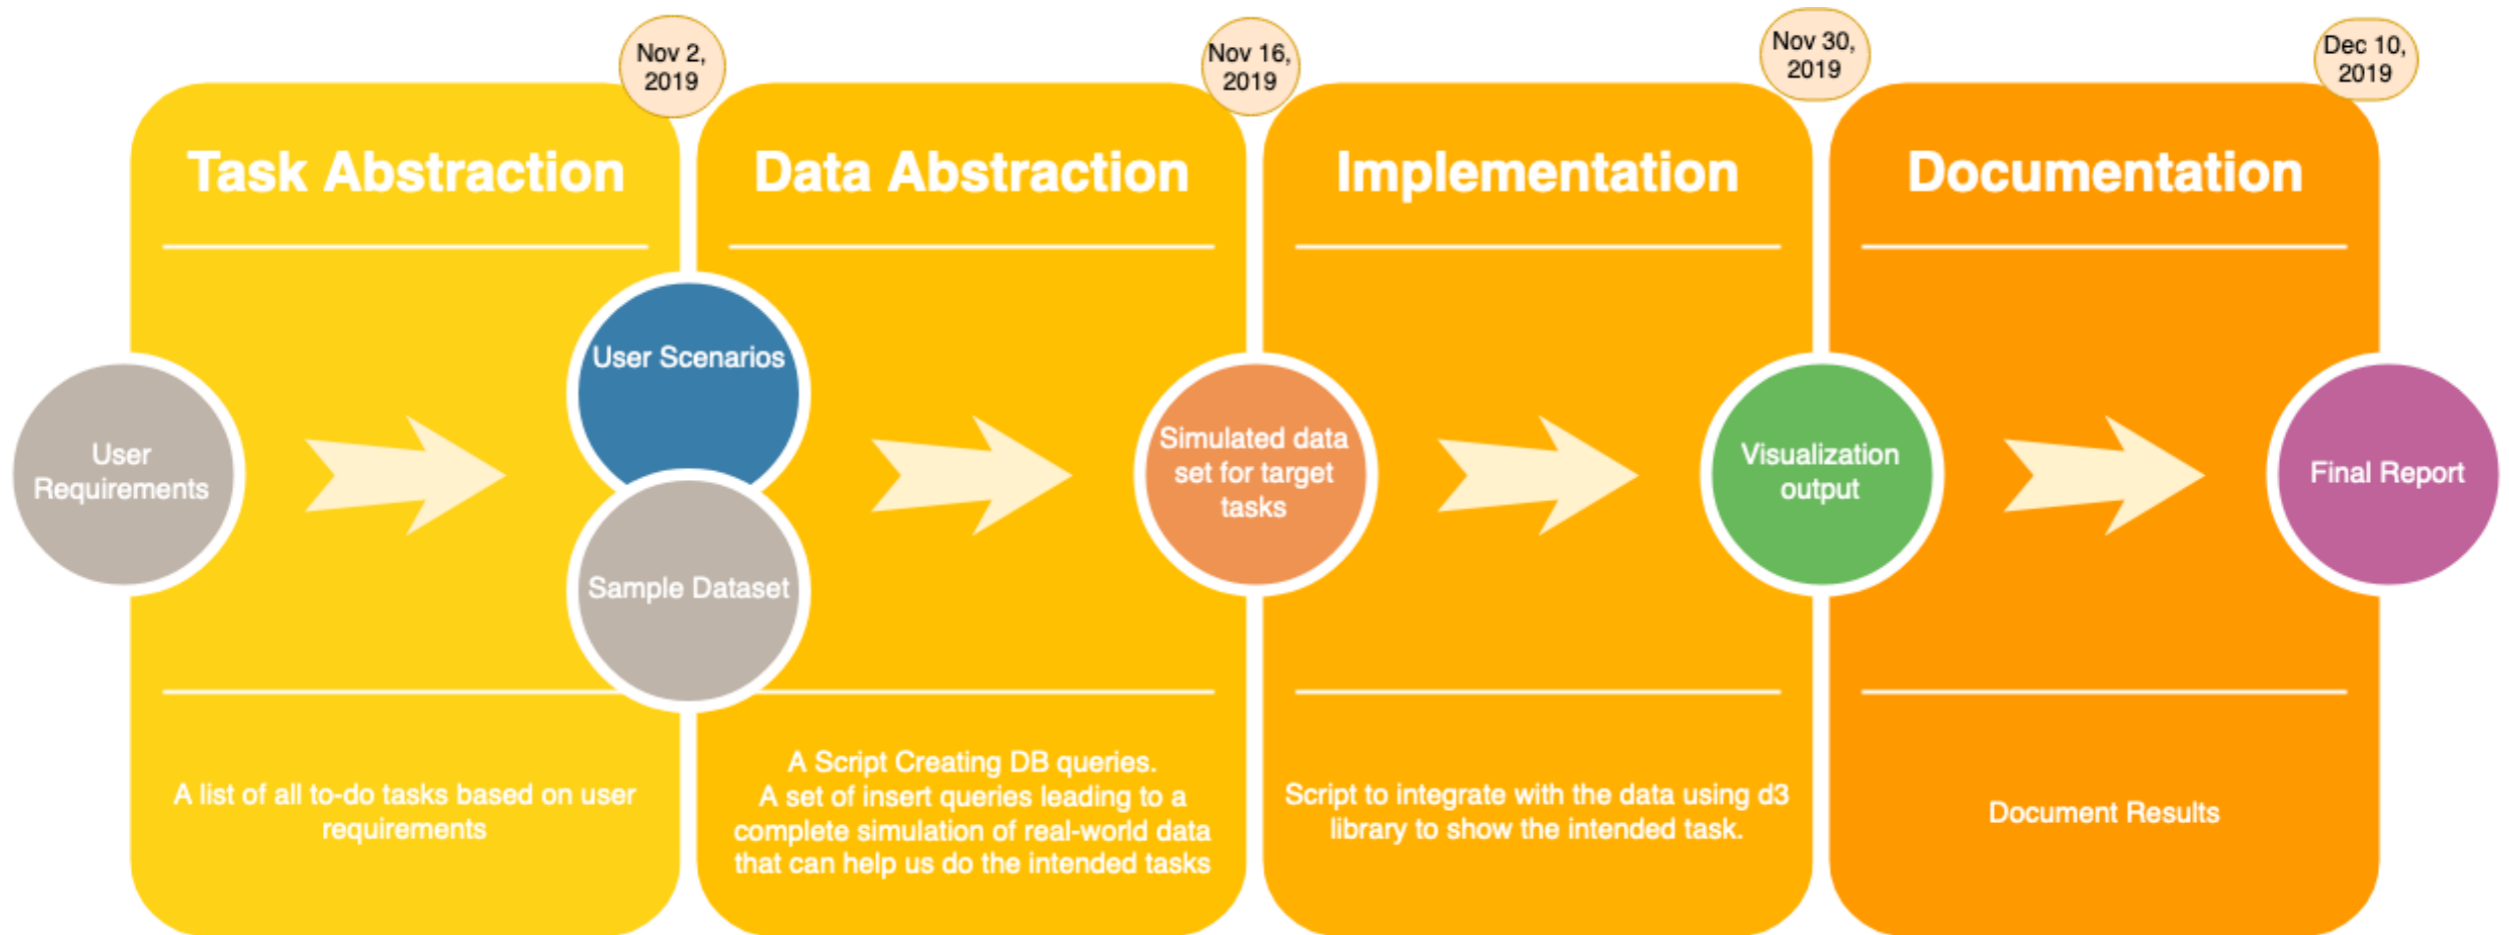 Nov 2,
2019
Nov 16,
2019
Nov 30,
2019
Dec 10,
2019
Task Abstraction
Data Abstraction
Implementation
Documentation
User
Requirements
User Scenarios
Sample Dataset
Simulated data
set for target
tasks
Visualization
output
Final Report
A list of all to-do tasks based on user
requirements
A Script Creating DB queries.
A set of insert queries leading to a
complete simulation of real-world data
that can help us do the intended tasks
Script to integrate with the data using d3
library to show the intended task.
Document Results